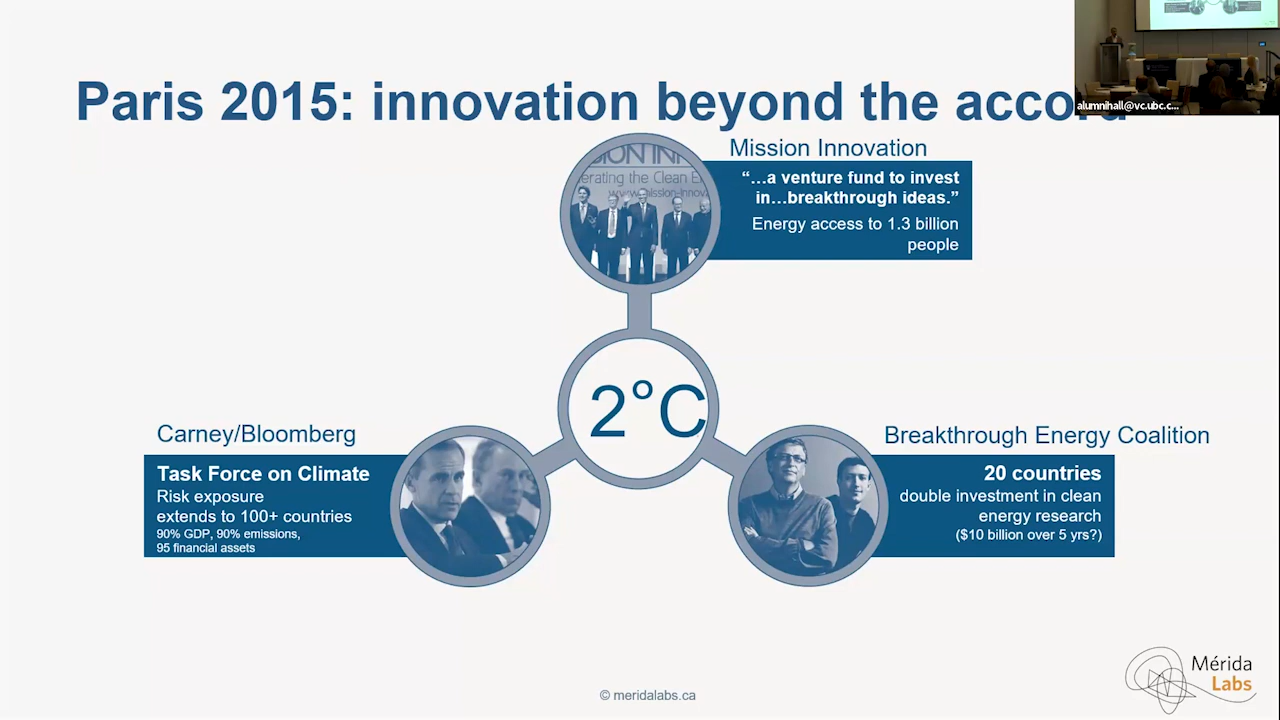 Paris 2015: innovation beyond the accord
alumnihall@vc.ubc.c...
Mission Innovation
“…a venture fund to invest
in…breakthrough ideas.”
Energy access to 1.3 billion
people
2°C
Carney/Bloomberg
Task Force on Climate
Risk exposure
extends to 100+ countries
90% GDP, 90% emissions,
95 financial assets
Breakthrough Energy Coalition
20 countries
double investment in clean
energy research
($10 billion over 5 yrs?)
© meridalabs.ca
Mérida
Labs